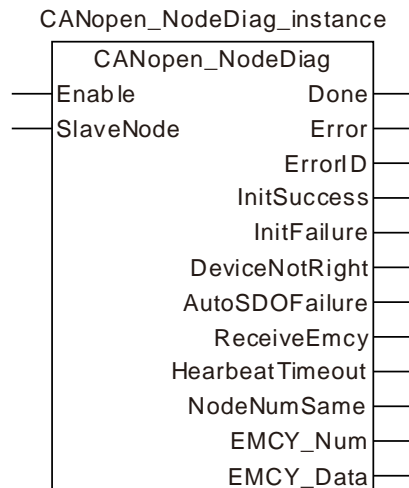 CANopen_NodeDiag_instance
CANopen_NodeDiag
Enable Done
SlaveNode Error
ErrorID
InitSuccess
InitFailure
DeviceNotRight
AutoSDOFailure
ReceiveEmcy
HearbeatTimeout
NodeNumSame
EMCY_Num
EMCY_Data